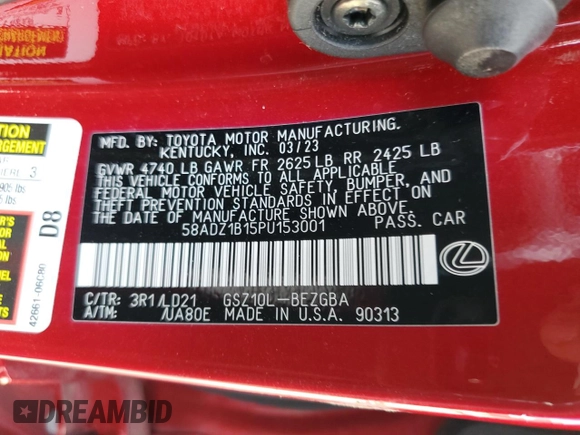 MFD. BY: TOYOTA MOTOR MANUFACTURING,
KENTUCKY, INC. 03/23
GVWR 4740 LB GAWR FR 2625 LB RR 2425 LB
THIS VEHICLE CONFORMS TO ALL APPLICABLE
FEDERAL MOTOR VEHICLE SAFETY, BUMPER, AND
THEFT PREVENTION STANDARDS IN EFFECT ON
THE DATE OF MANUFACTURE SHOWN ABOVE.
58ADZ1B15PU153001 PASS. CAR
C/TR: 3R1/LD21 GSZ10L-BEZGBA
A/TM: /UA80E MADE IN U.S.A. 90313
D8
3
DREAMBID